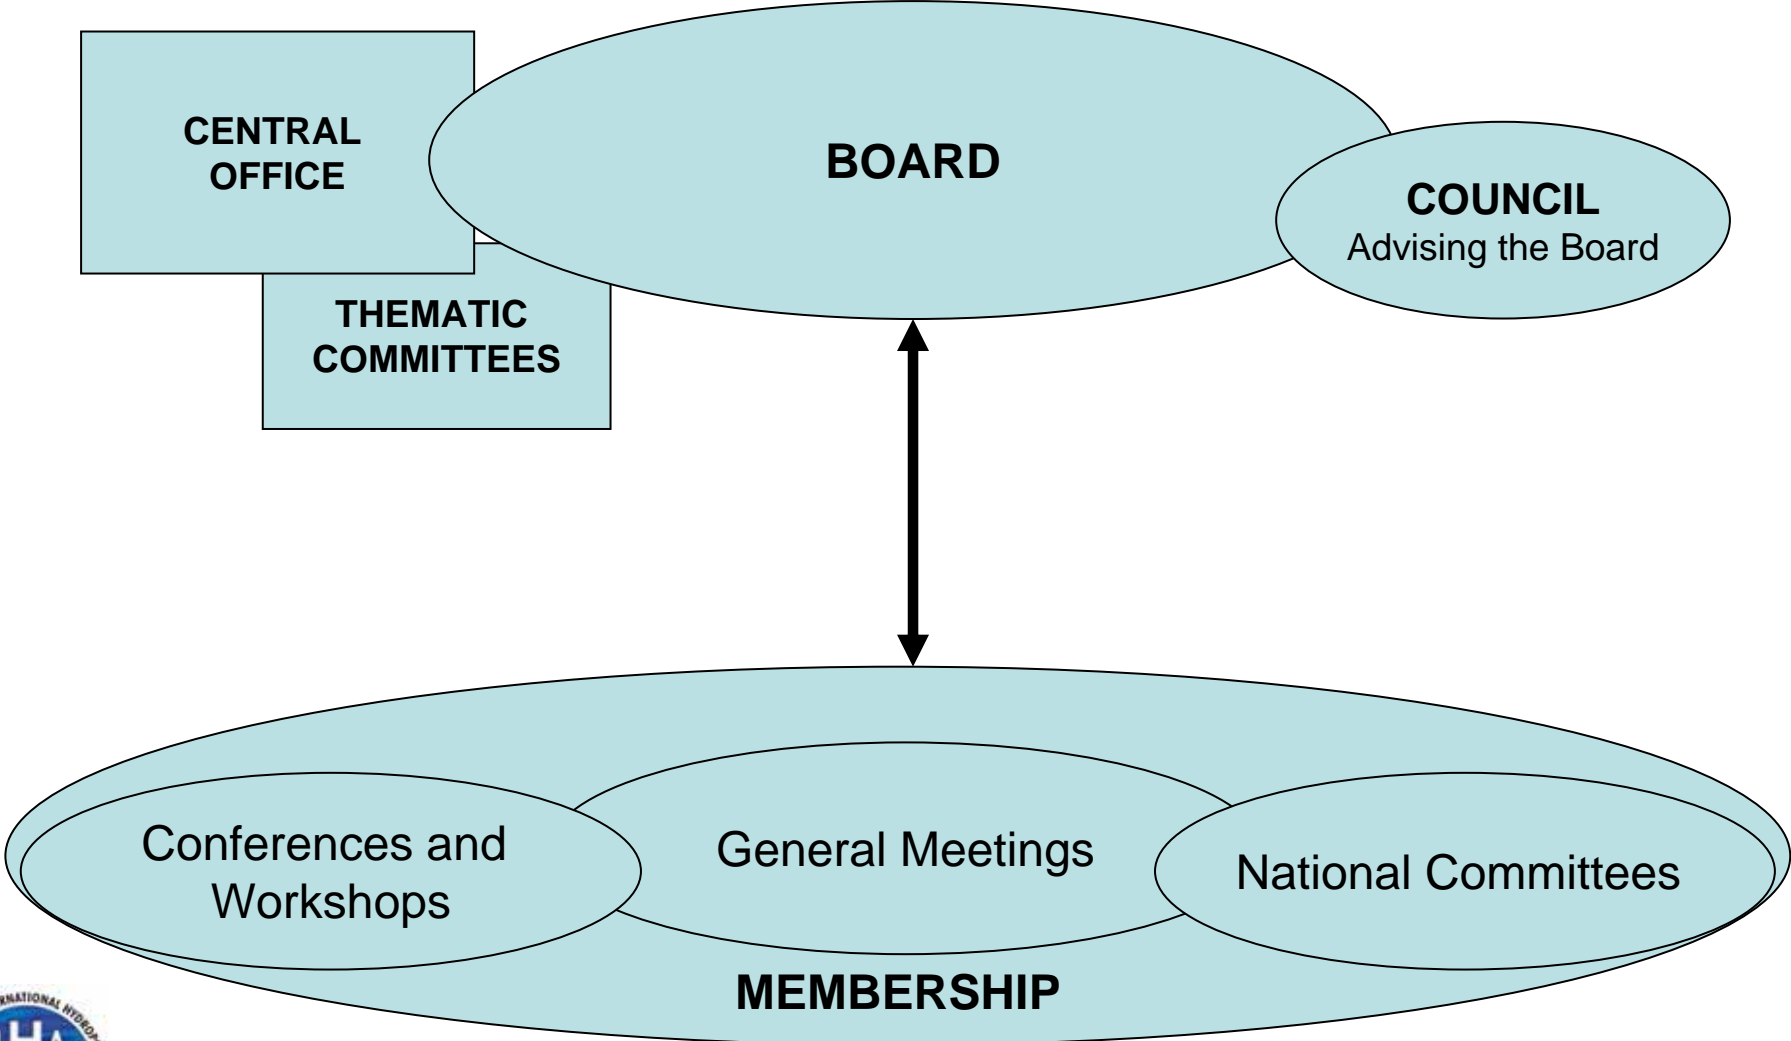 CENTRAL
OFFICE
BOARD
COUNCIL
Advising the Board
THEMATIC
COMMITTEES
Conferences and
Workshops
General Meetings
National Committees
MEMBERSHIP